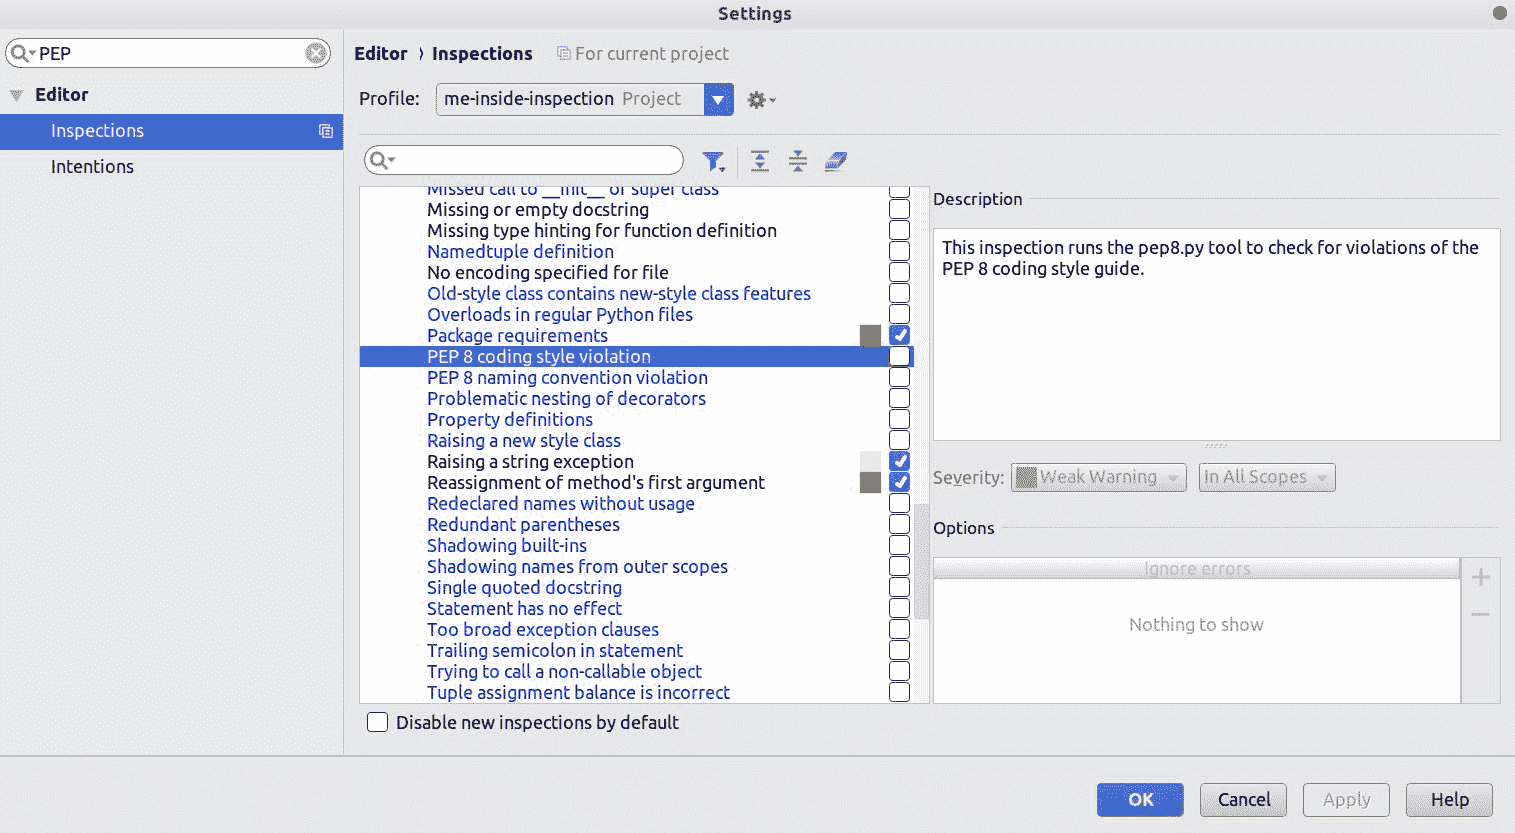 Settings
PEP
Editor
Inspections
Intentions
Editor › Inspections For current project
Profile: me-inside-inspection Project
Missed call to __init__ of super class
Missing or empty docstring
Missing type hinting for function definition
Namedtuple definition
No encoding specified for file
Old-style class contains new-style class features
Overloads in regular Python files
Package requirements
PEP 8 coding style violation
PEP 8 naming convention violation
Problematic nesting of decorators
Property definitions
Raising a new style class
Raising a string exception
Reassignment of method's first argument
Redeclared names without usage
Redundant parentheses
Shadowing built-ins
Shadowing names from outer scopes
Single quoted docstring
Statement has no effect
Too broad exception clauses
Trailing semicolon in statement
Trying to call a non-callable object
Tuple assignment balance is incorrect
Disable new inspections by default
Description
This inspection runs the pep8.py tool to check for violations of the
PEP 8 coding style guide.
Severity: Weak Warning In All Scopes
Options
Ignore errors
Nothing to show
OK Cancel Apply Help